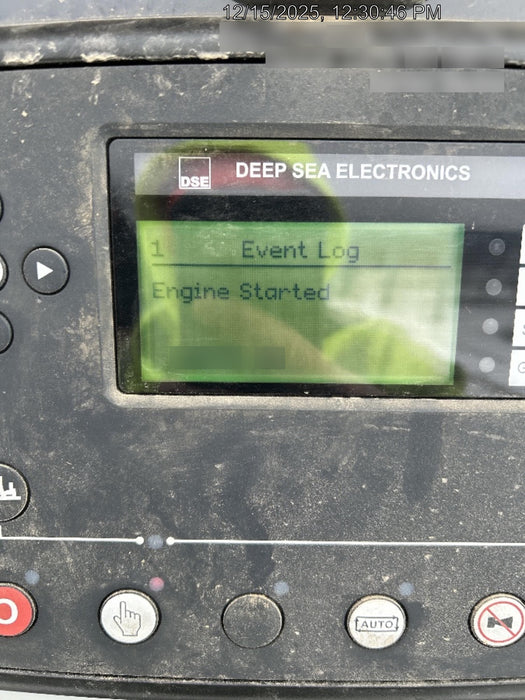 12/15/2025, 12:30:46 PM
DSE DEEP SEA ELECTRONICS
1 Event Log
Engine Started
AUTO